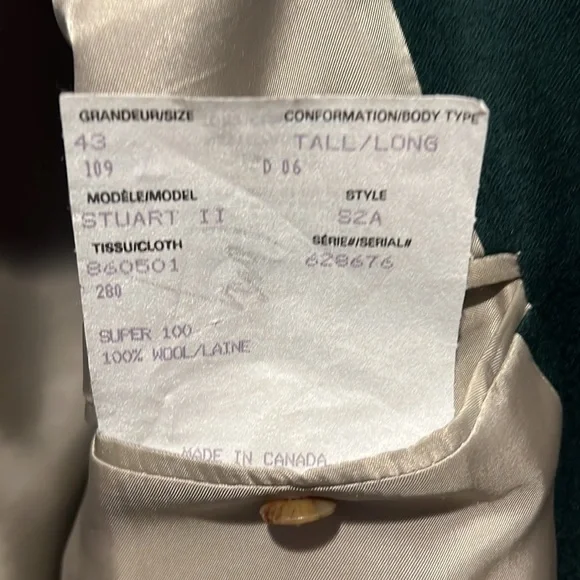 GRANDEUR/SIZE CONFORMATION/BODY TYPE
43 TALL/LONG
109 D 06
MODÈLE/MODEL STYLE
STUART II S2A
TISSU/CLOTH SÉRIE#/SERIAL#
860501 628676
280
SUPER 100
100% WOOL/LAINE
MADE IN CANADA